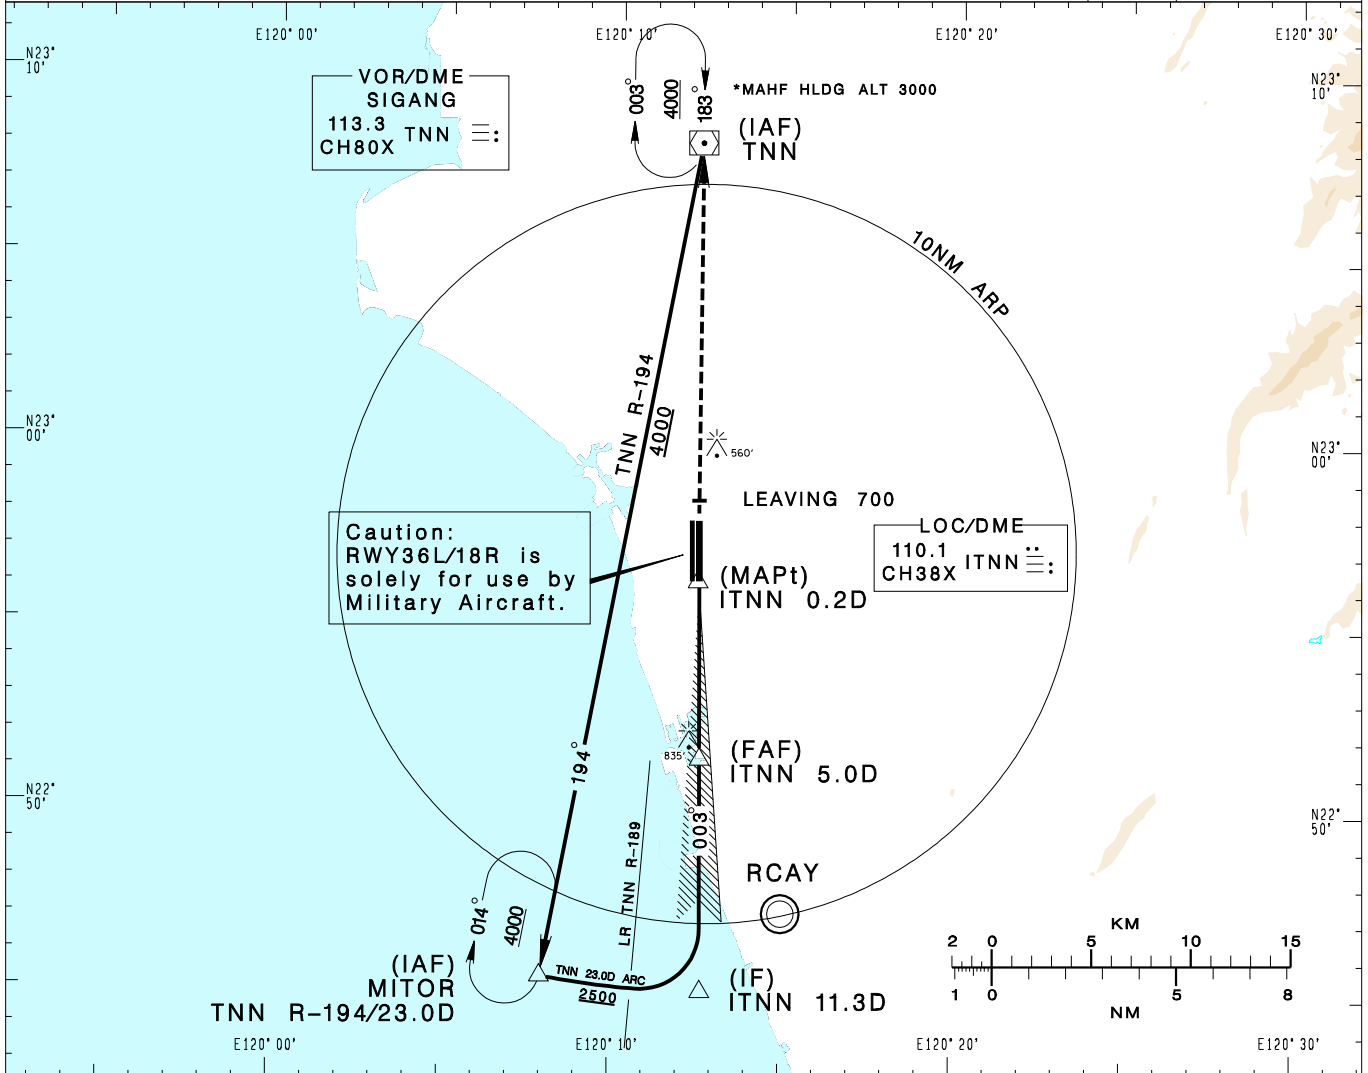 E120° 00'
E120° 10'
E120° 20'
E120° 30'
N23°
10'
N23°
10'
VOR/DME
SIGANG
113.3
CH80X
TNN
003°
4000
183°
*MAHF HLDG ALT 3000
(IAF)
TNN
10NM ARP
TNN R-194
4000
N23°
00'
N23°
00'
560'
LEAVING 700
Caution:
RWY36L/18R is
solely for use by
Military Aircraft.
LOC/DME
110.1
CH38X
ITNN
(MAPt)
ITNN 0.2D
(FAF)
ITNN 5.0D
835'
194°
003°
N22°
50'
N22°
50'
LR TNN R-189
RCAY
014°
4000
(IAF)
MITOR
TNN R-194/23.0D
TNN 23.0D ARC
2500
(IF)
ITNN 11.3D
KM
2 0 5 10 15
1 0 5 8
NM
E120° 00'
E120° 10'
E120° 20'
E120° 30'